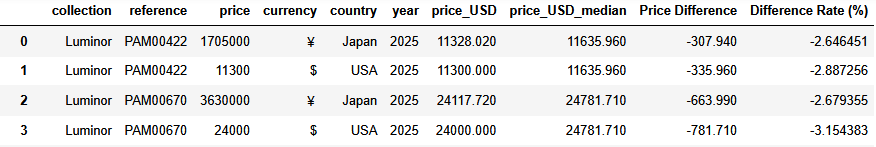 collection reference price currency country year price_USD price_USD_median Price Difference Difference Rate (%)
0 Luminor PAM00422 1705000 ¥ Japan 2025 11328.020 11635.960 -307.940 -2.646451
1 Luminor PAM00422 11300 $ USA 2025 11300.000 11635.960 -335.960 -2.887256
2 Luminor PAM00670 3630000 ¥ Japan 2025 24117.720 24781.710 -663.990 -2.679355
3 Luminor PAM00670 24000 $ USA 2025 24000.000 24781.710 -781.710 -3.154383